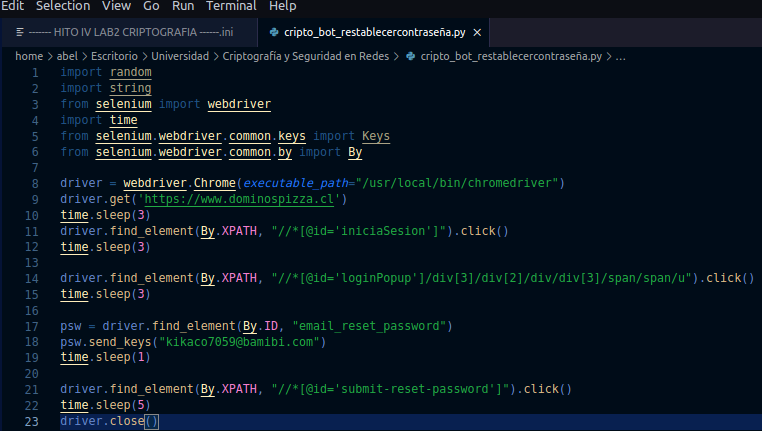 Edit Selection View Go Run Terminal Help
------- HITO IV LAB2 CRIPTOGRAFIA ------.ini cripto_bot_restablecercontraseña.py ×
home > abel > Escritorio > Universidad > Criptografía y Seguridad en Redes > cripto_bot_restablecercontraseña.py > ...
1 import random
2 import string
3 from selenium import webdriver
4 import time
5 from selenium.webdriver.common.keys import Keys
6 from selenium.webdriver.common.by import By
7
8 driver = webdriver.Chrome(executable_path="/usr/local/bin/chromedriver")
9 driver.get('https://www.dominospizza.cl')
10 time.sleep(3)
11 driver.find_element(By.XPATH, "//*[@id='iniciaSesion']").click()
12 time.sleep(3)
13
14 driver.find_element(By.XPATH, "//*[@id='loginPopup']/div[3]/div[2]/div/div[3]/span/span/u").click()
15 time.sleep(3)
16
17 psw = driver.find_element(By.ID, "email_reset_password")
18 psw.send_keys("kikaco7059@bamibi.com")
19 time.sleep(1)
20
21 driver.find_element(By.XPATH, "//*[@id='submit-reset-password']").click()
22 time.sleep(5)
23 driver.close()